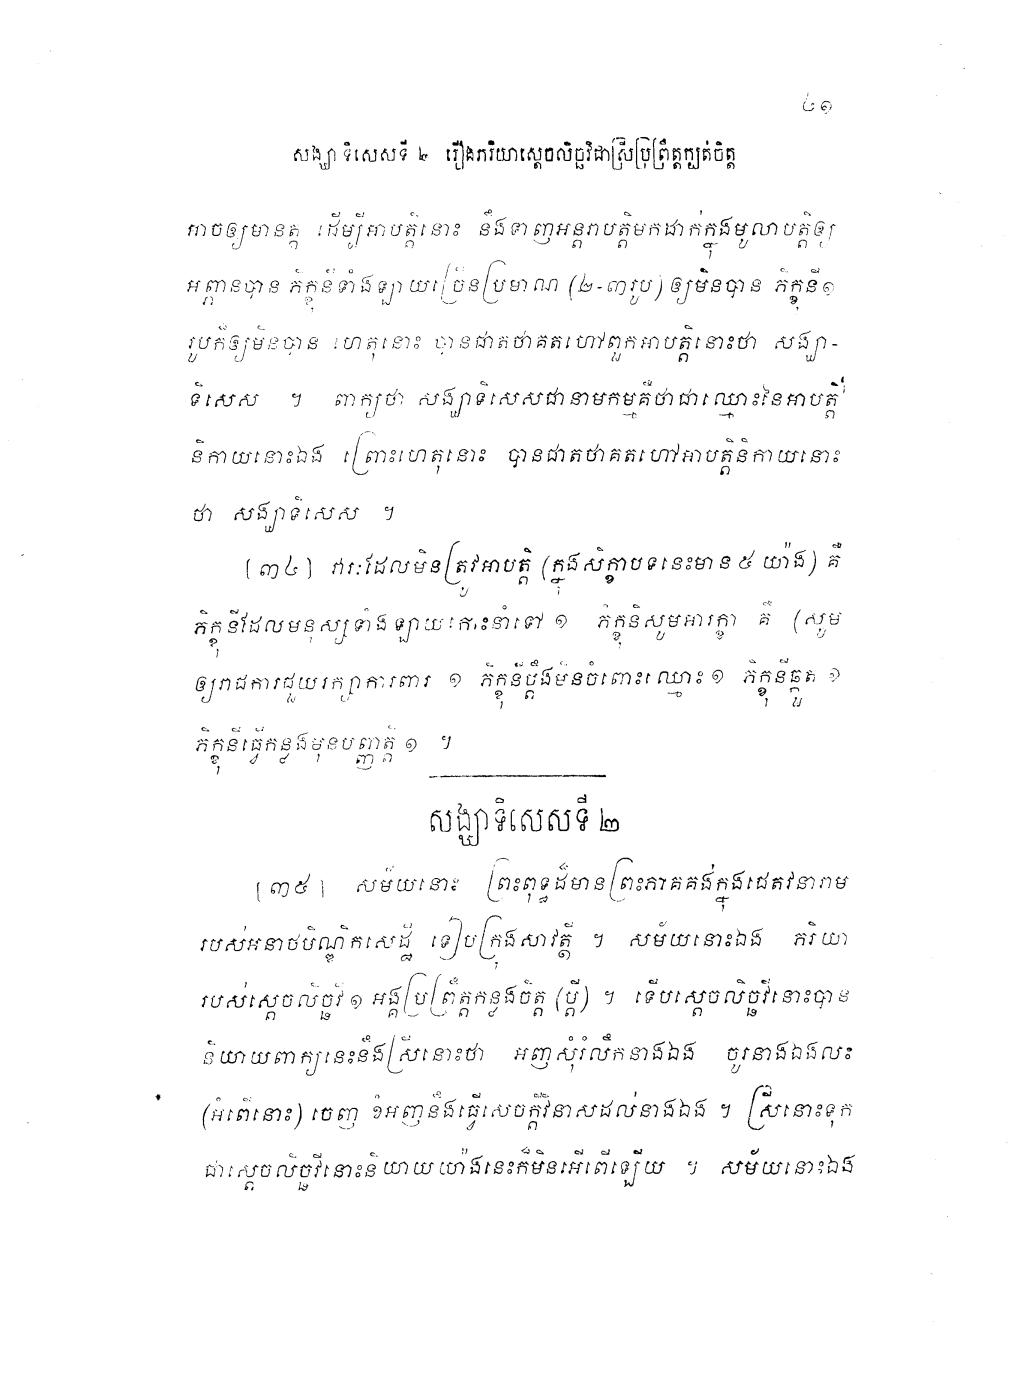 ៤១
សង្ឃាទិសេសទី ២ រឿងភរិយាស្តេចលិច្ឆវិជាស្រីប្រព្រឹត្តក្បត់ចិត្ត
អាចឲ្យមានត្ត ដើម្បីអាបត្តិនោះ នឹងទាញអន្តរាបត្តិមកដាក់ក្នុងមូលាបត្តិឲ្យ
អព្ភានបាន ភិក្ខុនីទាំងឡាយច្រើនប្រមាណ (២-៣រូប) ឲ្យមិនបាន ភិក្ខុនី១
រូបក៏ឲ្យមិនបាន ហេតុនោះ បានជាតថាគតហៅពួកអាបត្តិនោះថា សង្ឃា-
ទិសេស ។ ពាក្យថា សង្ឃាទិសេសជានាមកម្មគឺថាជាឈ្មោះនៃអាបត្តិ
និកាយនោះឯង ព្រោះហេតុនោះ បានជាតថាគតហៅអាបត្តិនិកាយនោះ
ថា សង្ឃាទិសេស ។
[៣៤] វារៈដែលមិនត្រូវអាបត្តិ (ក្នុងសិក្ខាបទនេះមាន ៥ យ៉ាង) គឺ
ភិក្ខុនីដែលមនុស្សទាំងឡាយកោះនាំទៅ ១ ភិក្ខុនីសូមអារក្ខា គឺ (សូម
ឲ្យរាជការជួយរក្សាការពារ ១ ភិក្ខុនីប្តឹងមិនចំពោះឈ្មោះ ១ ភិក្ខុនីឆ្កួត ១
ភិក្ខុនីធ្វើកន្លងមុនបញ្ញត្តិ ១ ។
សង្ឃាទិសេសទី ២
[៣៥] សម័យនោះ ព្រះពុទ្ធដ៏មានព្រះភាគគង់ក្នុងជេតវនារាម
របស់អនាថបិណ្ឌិកសេដ្ឋី ទៀបក្រុងសាវត្ថី ។ សម័យនោះឯង ភរិយា
របស់ស្តេចលិច្ឆវី ១ អង្គប្រព្រឹត្តកន្លងចិត្ត (ប្តី) ។ ទើបស្តេចលិច្ឆវីនោះបាន
និយាយពាក្យនេះនឹងស្រីនោះថា អញសុំរំលឹកនាងឯង ចូរនាងឯងលះ
(អំពើនោះ) ចេញ ខំអញនឹងធ្វើសេចក្តីវិនាសដល់នាងឯង ។ ស្រីនោះទុក
ជាស្តេចលិច្ឆវីនោះនិយាយយ៉ាងនេះក៏មិនអើពើឡើយ ។ សម័យនោះឯង